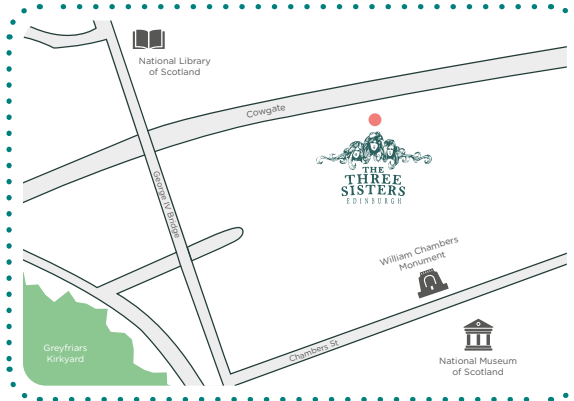 National Library
of Scotland
Cowgate
THE
THREE
SISTERS
EDINBURGH
George IV Bridge
William Chambers
Monument
Chambers St
Greyfriars
Kirkyard
National Museum
of Scotland